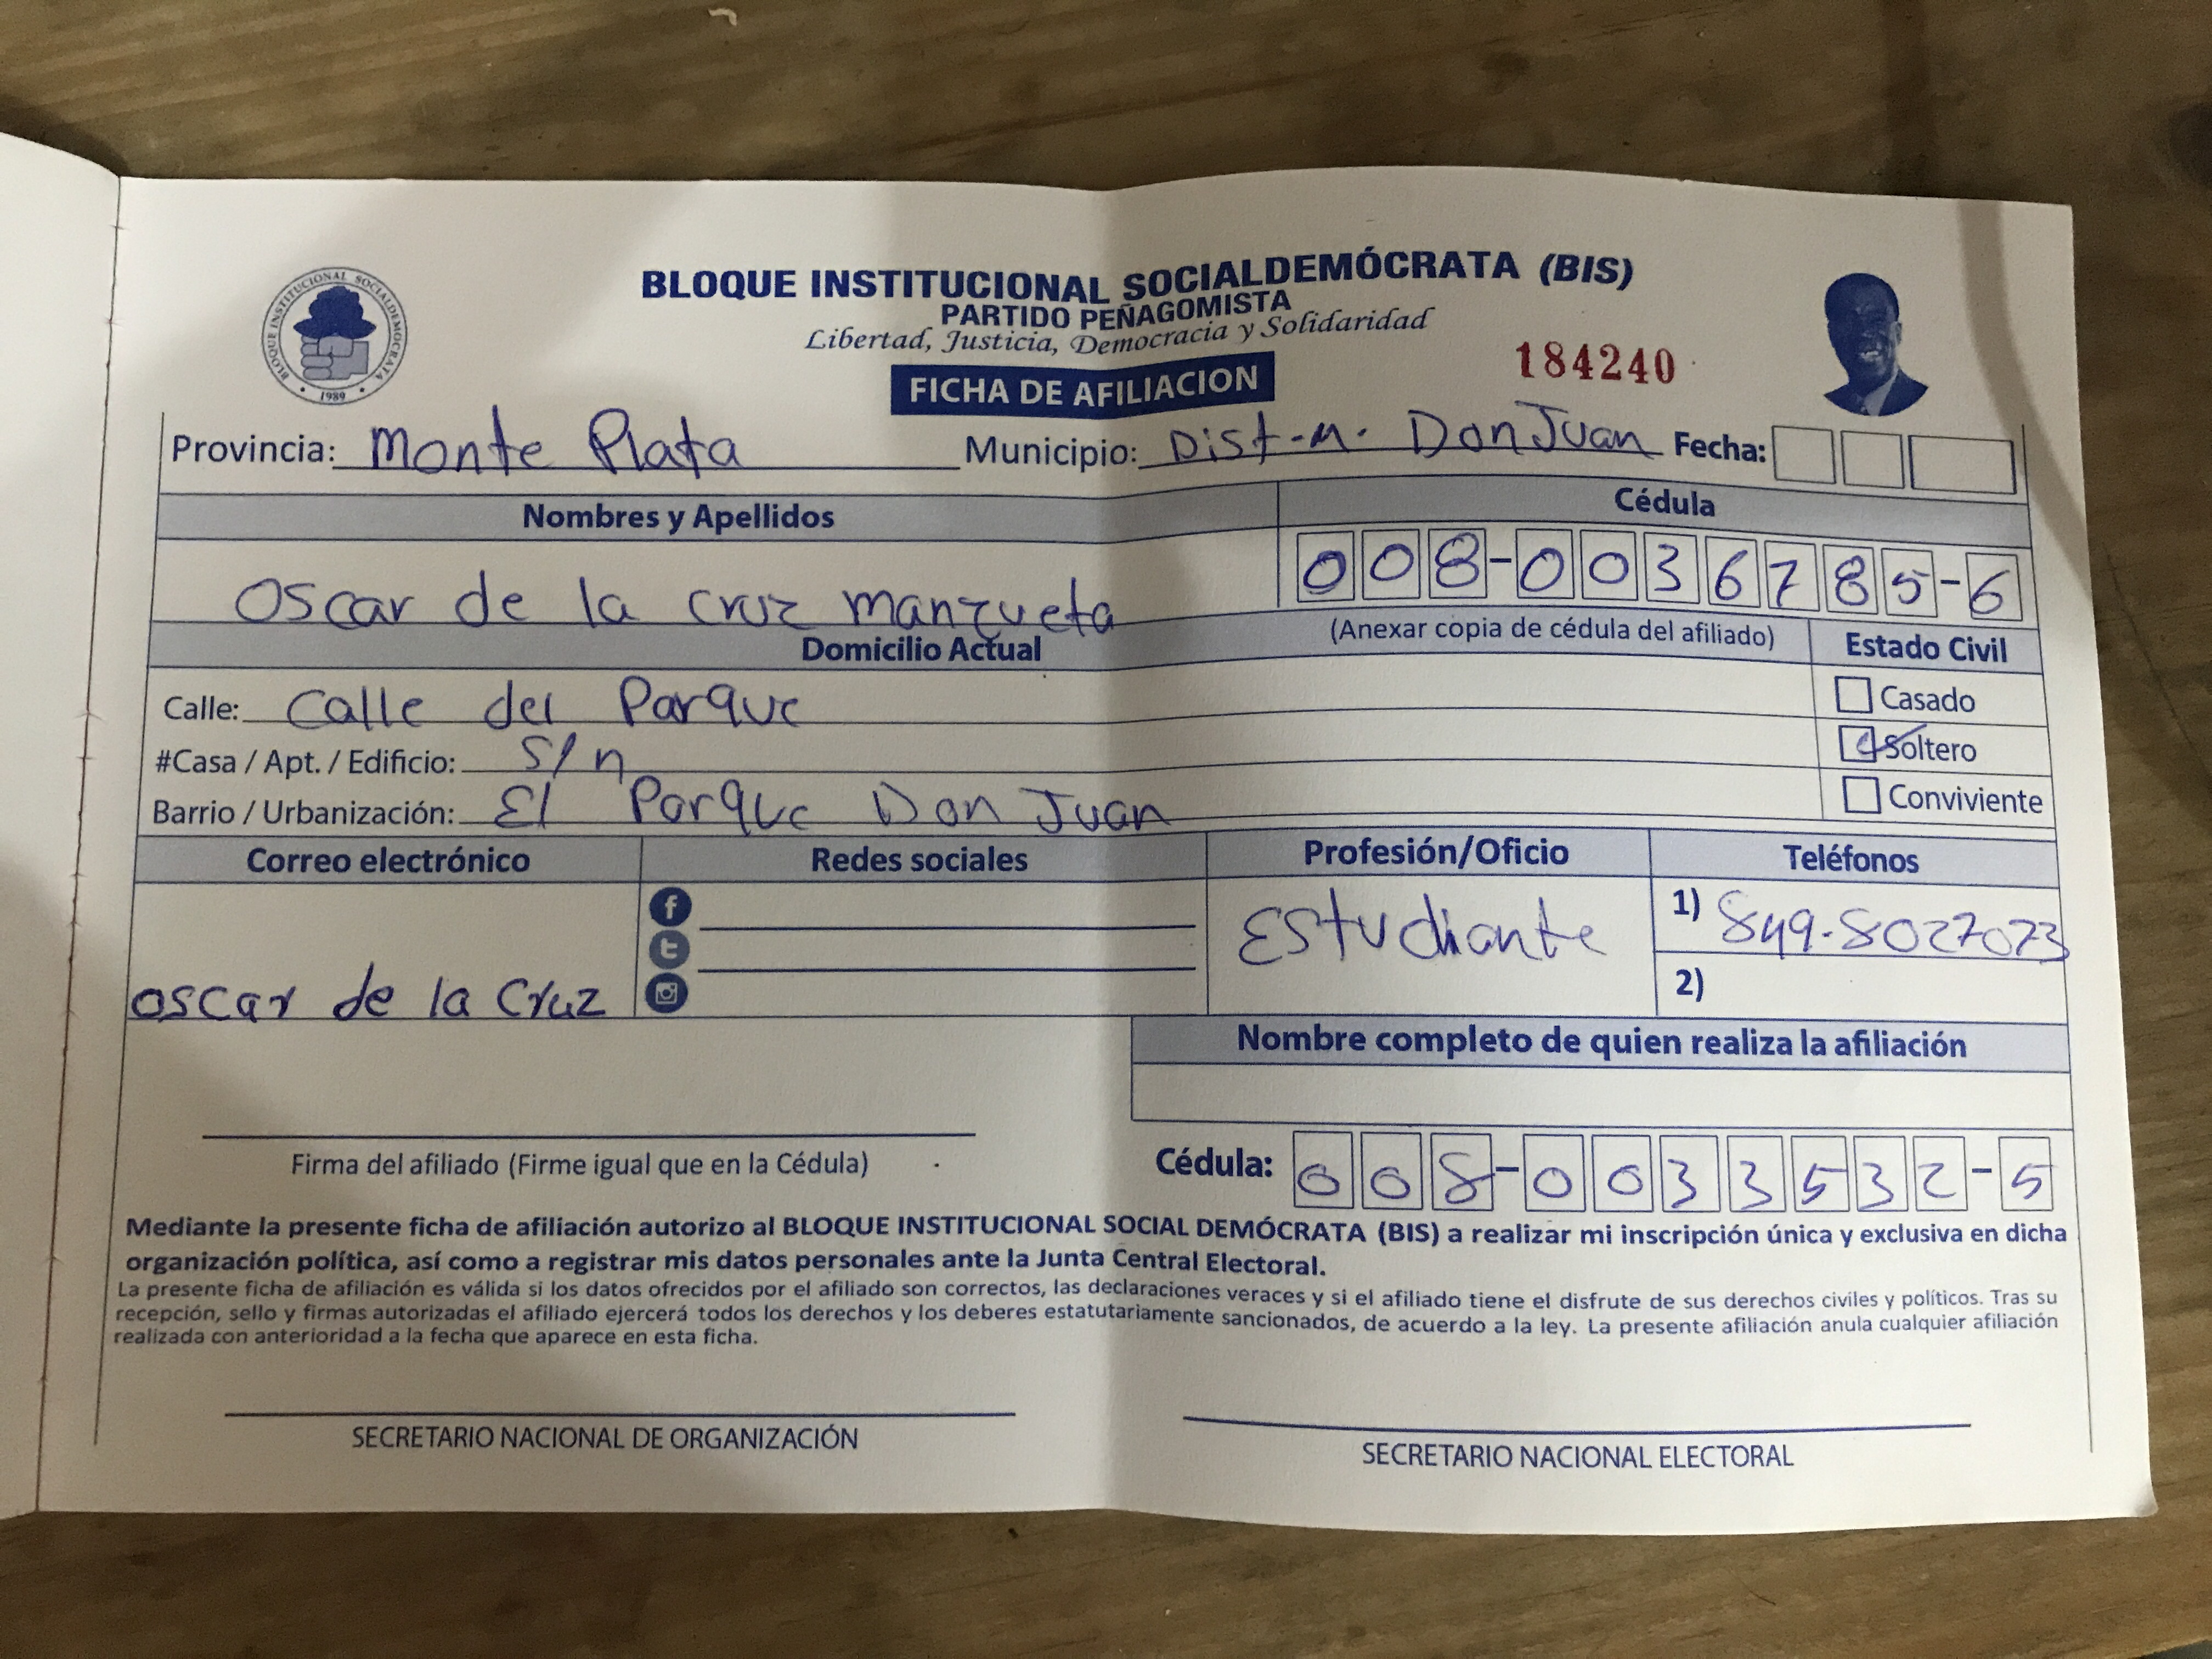 BLOQUE INSTITUCIONAL SOCIALDEMOCRATA
1989
BLOQUE INSTITUCIONAL SOCIALDEMÓCRATA (BIS)
PARTIDO PEÑAGOMISTA
Libertad, Justicia, Democracia y Solidaridad
184240
FICHA DE AFILIACION
Provincia: Monte Plata Municipio: Dist-M. Don Juan Fecha:
Nombres y Apellidos Cédula
Oscar de la Cruz Manzueta 008-0036785-6
(Anexar copia de cédula del afiliado)
Domicilio Actual Estado Civil
Calle: Calle del Parque Casado
#Casa / Apt. / Edificio: S/n Soltero
Barrio / Urbanización: El Parque Don Juan Conviviente
Correo electrónico Redes sociales Profesión/Oficio Teléfonos
Estudiante 1) 849-8027073
2)
oscar de la Cruz
Nombre completo de quien realiza la afiliación
Firma del afiliado (Firme igual que en la Cédula) Cédula: 008-0033532-5
Mediante la presente ficha de afiliación autorizo al BLOQUE INSTITUCIONAL SOCIAL DEMÓCRATA (BIS) a realizar mi inscripción única y exclusiva en dicha
organización política, así como a registrar mis datos personales ante la Junta Central Electoral.
La presente ficha de afiliación es válida si los datos ofrecidos por el afiliado son correctos, las declaraciones veraces y si el afiliado tiene el disfrute de sus derechos civiles y políticos. Tras su
recepción, sello y firmas autorizadas el afiliado ejercerá todos los derechos y los deberes estatutariamente sancionados, de acuerdo a la ley. La presente afiliación anula cualquier afiliación
realizada con anterioridad a la fecha que aparece en esta ficha.
SECRETARIO NACIONAL DE ORGANIZACIÓN SECRETARIO NACIONAL ELECTORAL